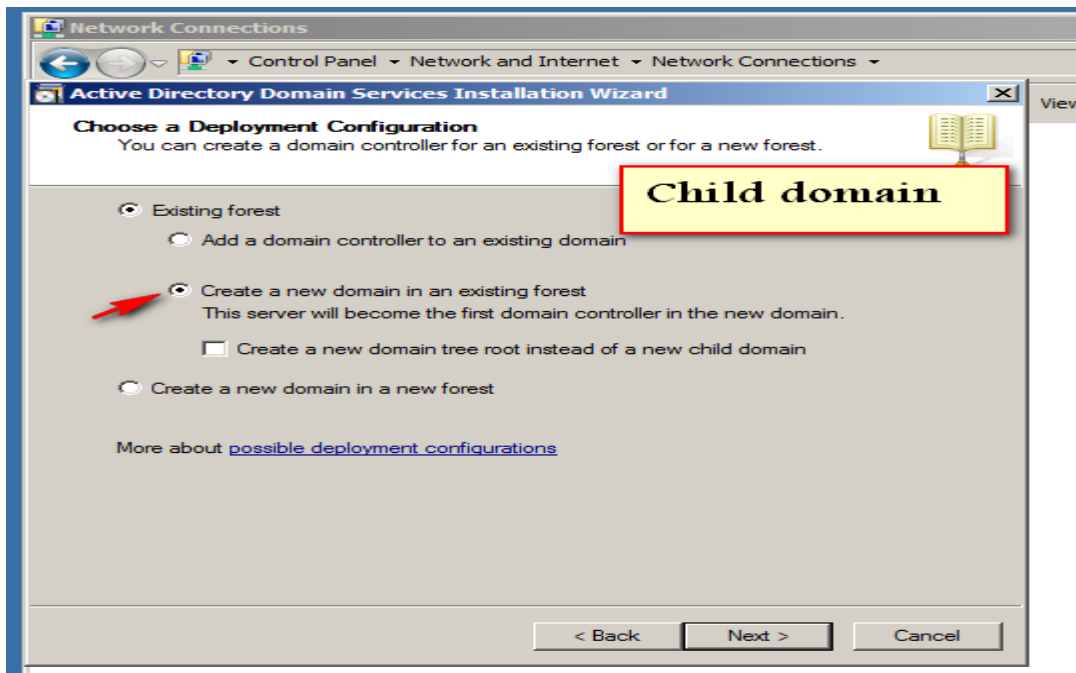 Network Connections
Control Panel Network and Internet Network Connections
Active Directory Domain Services Installation Wizard
View
Choose a Deployment Configuration
You can create a domain controller for an existing forest or for a new forest.
Child domain
Existing forest
Add a domain controller to an existing domain
Create a new domain in an existing forest
This server will become the first domain controller in the new domain.
Create a new domain tree root instead of a new child domain
Create a new domain in a new forest
More about possible deployment configurations
< Back Next > Cancel